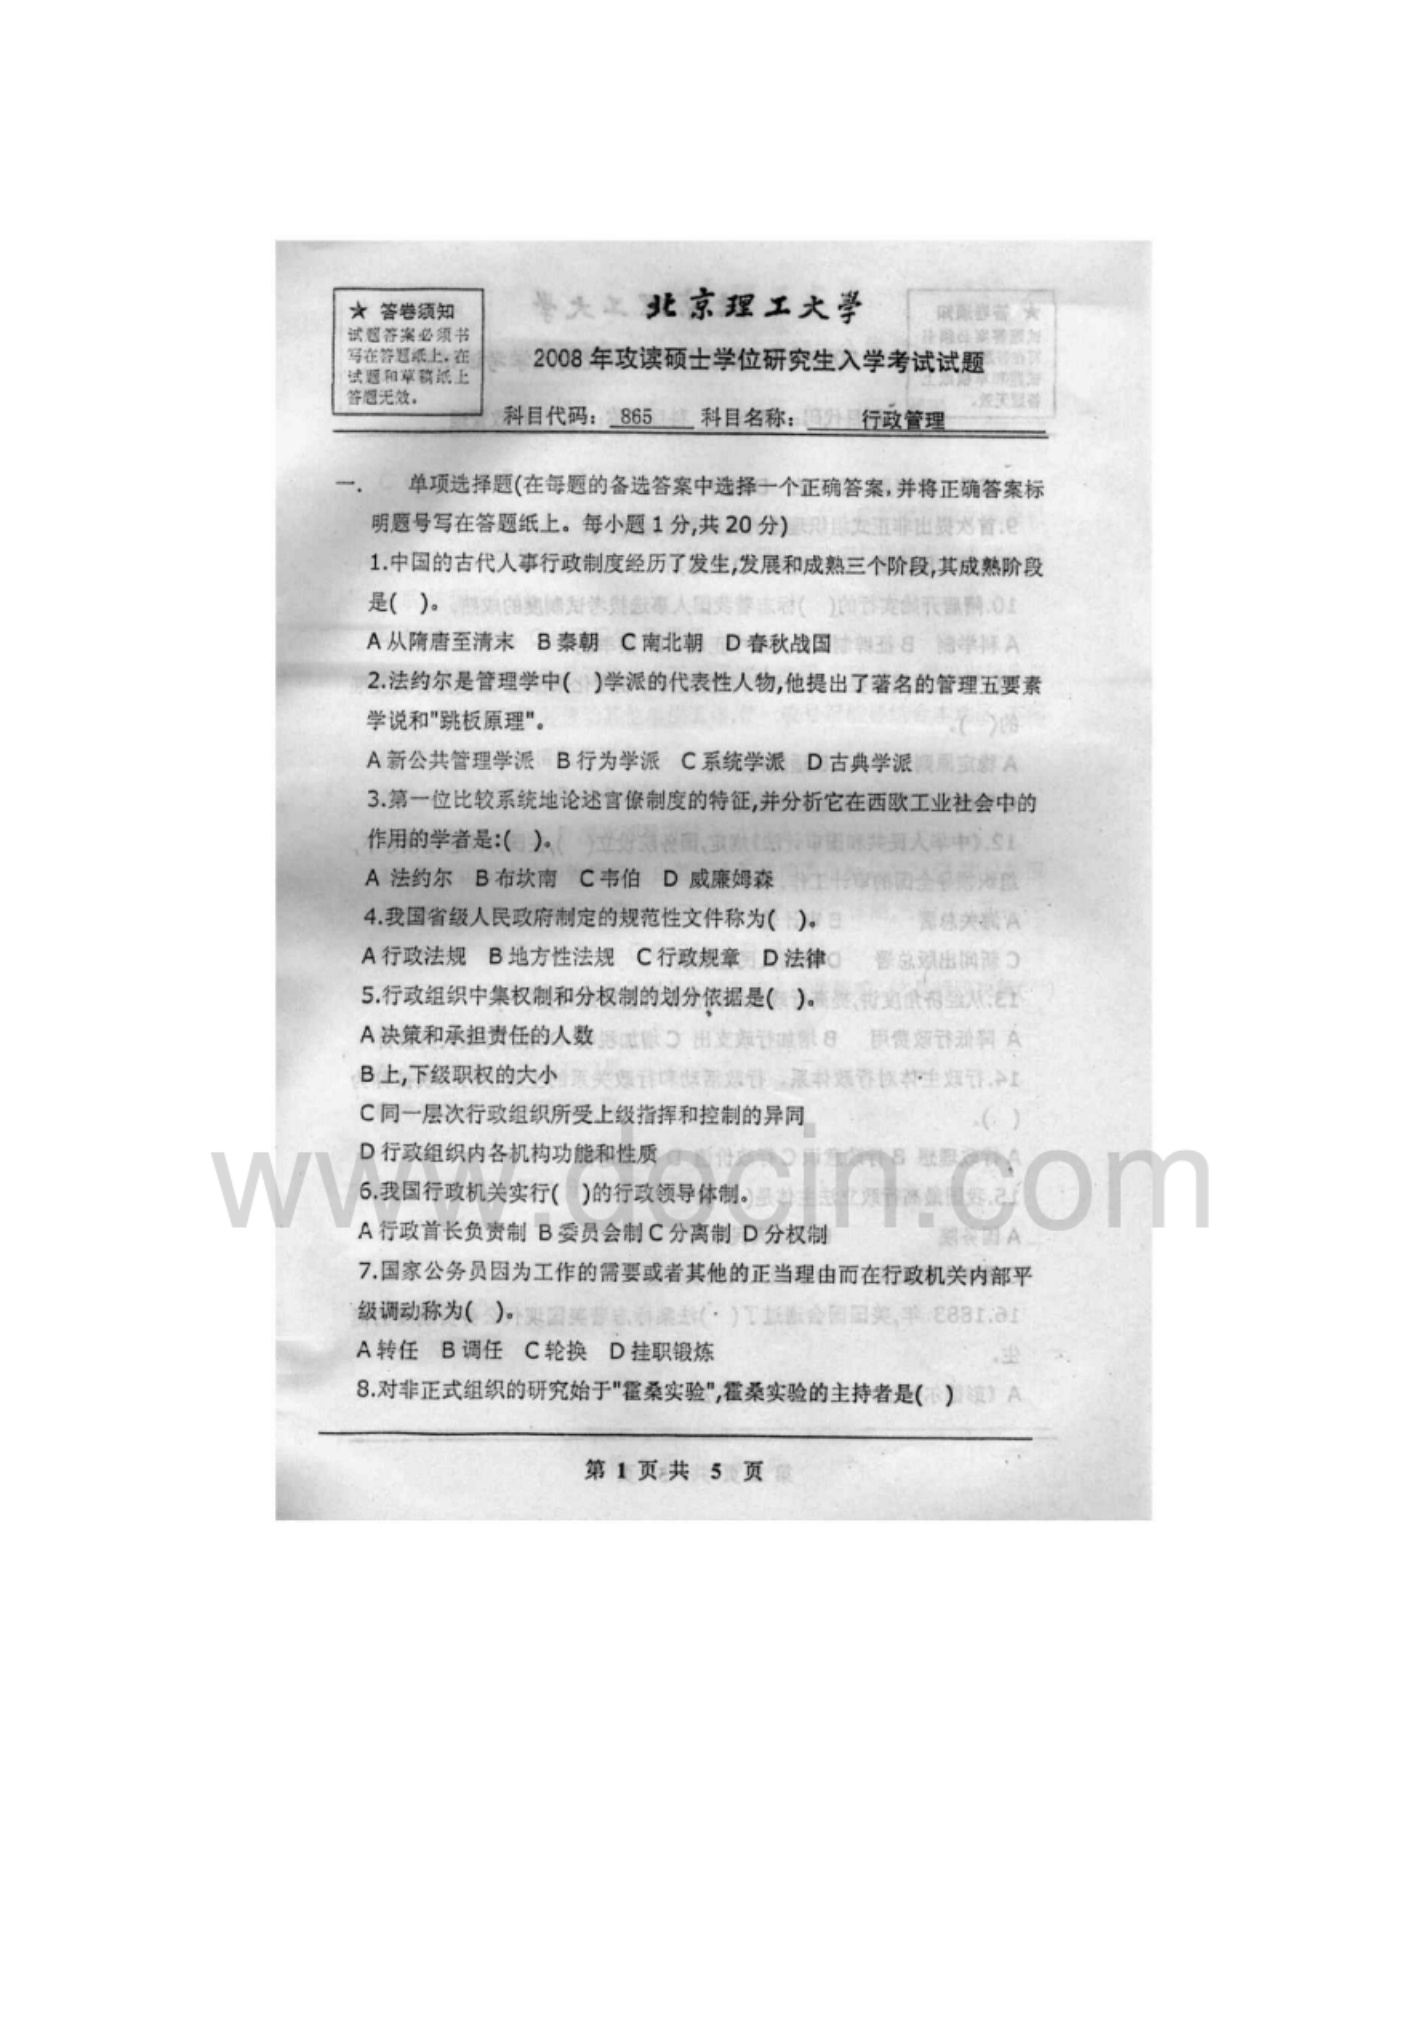 ★ 答卷须知
试题答案必须书
写在答题纸上,在
试题和草稿纸上
答题无效。
北京理工大学
2008年攻读硕士学位研究生入学考试试题
科目代码: 865 科目名称: 行政管理
一. 单项选择题(在每题的备选答案中选择一个正确答案,并将正确答案标
明题号写在答题纸上。每小题1分,共20分)
1.中国的古代人事行政制度经历了发生,发展和成熟三个阶段,其成熟阶段
是( )。
A从隋唐至清末 B秦朝 C南北朝 D春秋战国
2.法约尔是管理学中( )学派的代表性人物,他提出了著名的管理五要素
学说和"跳板原理"。
A新公共管理学派 B行为学派 C系统学派 D古典学派
3.第一位比较系统地论述官僚制度的特征,并分析它在西欧工业社会中的
作用的学者是:( )。
A 法约尔 B布坎南 C韦伯 D 威廉姆森
4.我国省级人民政府制定的规范性文件称为( )。
A行政法规 B地方性法规 C行政规章 D法律
5.行政组织中集权制和分权制的划分依据是( )。
A决策和承担责任的人数
B上,下级职权的大小
C同一层次行政组织所受上级指挥和控制的异同
D行政组织内各机构功能和性质
6.我国行政机关实行( )的行政领导体制。
A行政首长负责制 B委员会制 C分离制 D分权制
7.国家公务员因为工作的需要或者其他的正当理由而在行政机关内部平
级调动称为( )。
A转任 B调任 C轮换 D挂职锻炼
8.对非正式组织的研究始于"霍桑实验",霍桑实验的主持者是( )
第 1 页共 5 页
www.docin.com